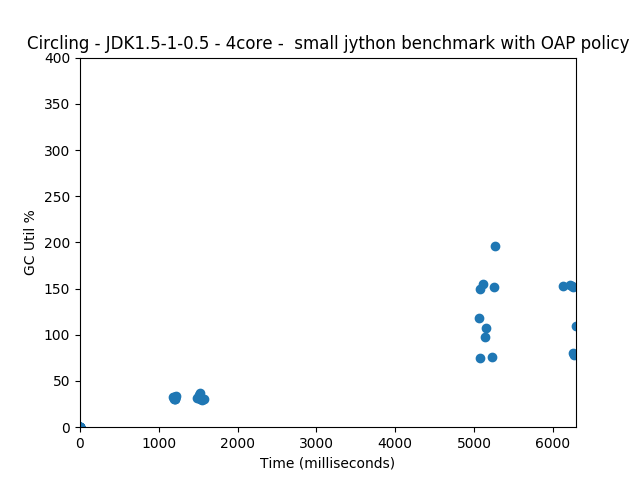 Circling - JDK1.5-1-0.5 - 4core -  small jython benchmark with OAP policy
400
350
300
250
200
150
100
50
0
GC Util %
0 1000 2000 3000 4000 5000 6000
Time (milliseconds)